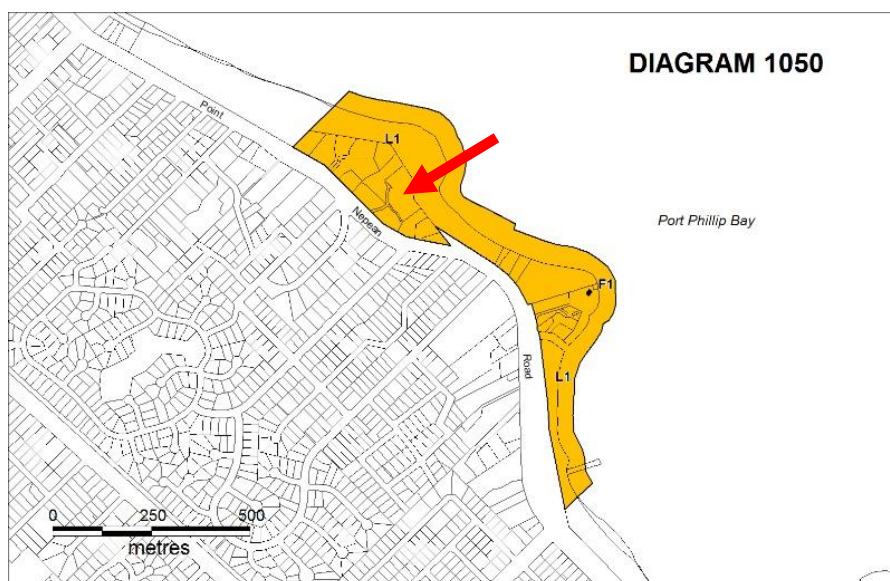 DIAGRAM 1050
Point
L1
Nepean
Port Phillip Bay
F1
Road
L1
0 250 500
metres